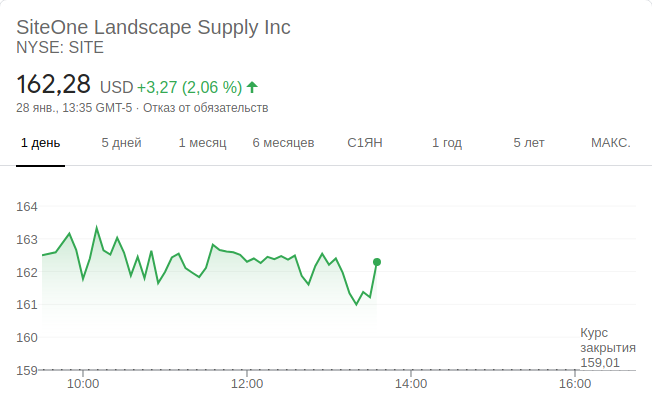 SiteOne Landscape Supply Inc
NYSE: SITE
162,28 USD +3,27 (2,06 %)
28 янв., 13:35 GMT-5 · Отказ от обязательств
1 день 5 дней 1 месяц 6 месяцев С1ЯН 1 год 5 лет МАКС.
164
163
162
161
160
Курс
закрытия
159,01
159
10:00 12:00 14:00 16:00